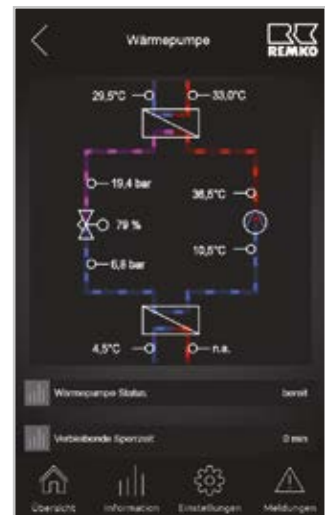 Wärmepumpe
REMKO
29,5°C
33,0°C
19,4 bar
36,5°C
79 %
10,5°C
6,8 bar
4,5°C
n.a.
Wärmepumpe Status: bereit
Verbleibende Sperrzeit 0 min
Übersicht Information Einstellungen Meldungen